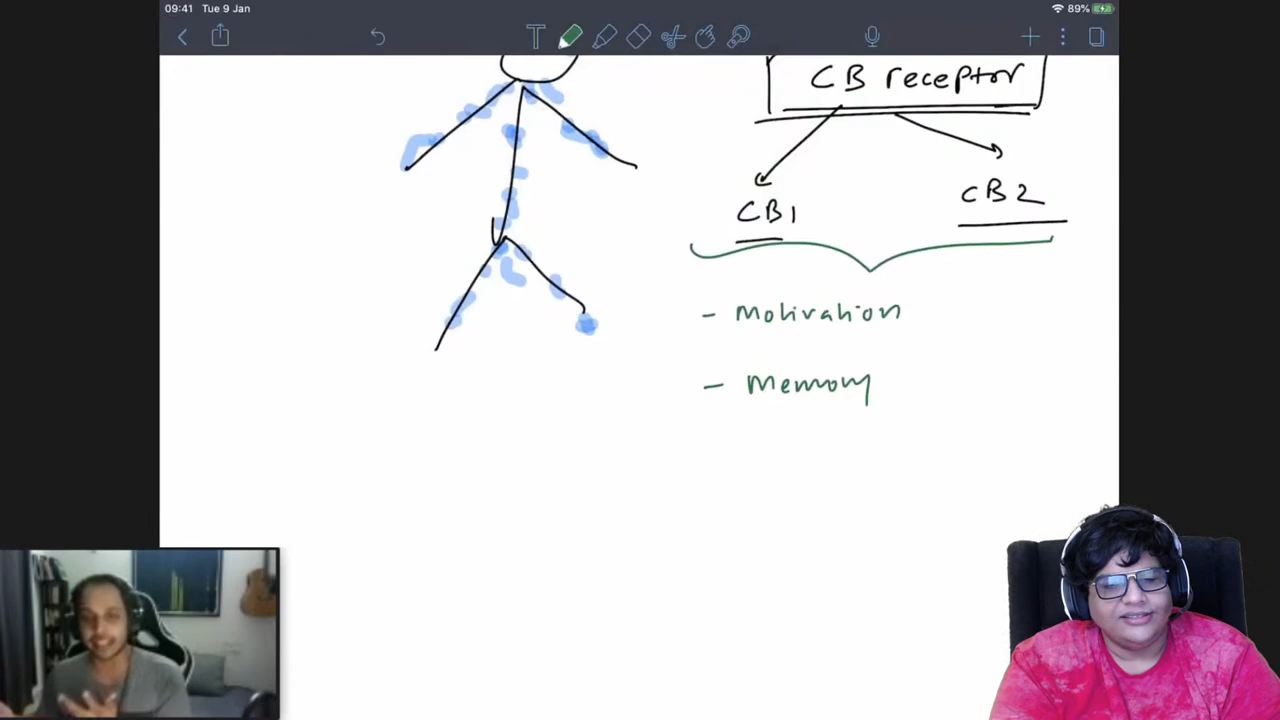 09:41 Tue 9 Jan
89%
T
CB receptor
CB1
CB2
- Motivation
- Memory